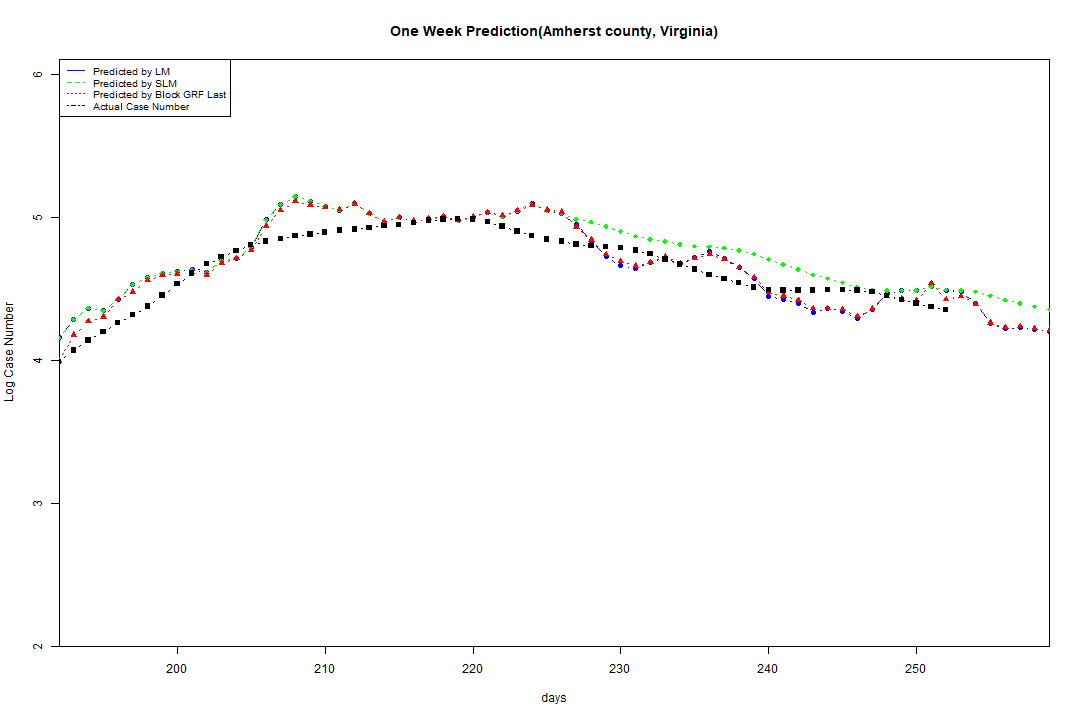 One Week Prediction(Amherst county, Virginia)
Predicted by LM
Predicted by SLM
Predicted by Block GRF Last
Actual Case Number
6
5
4
3
2
Log Case Number
200 210 220 230 240 250
days